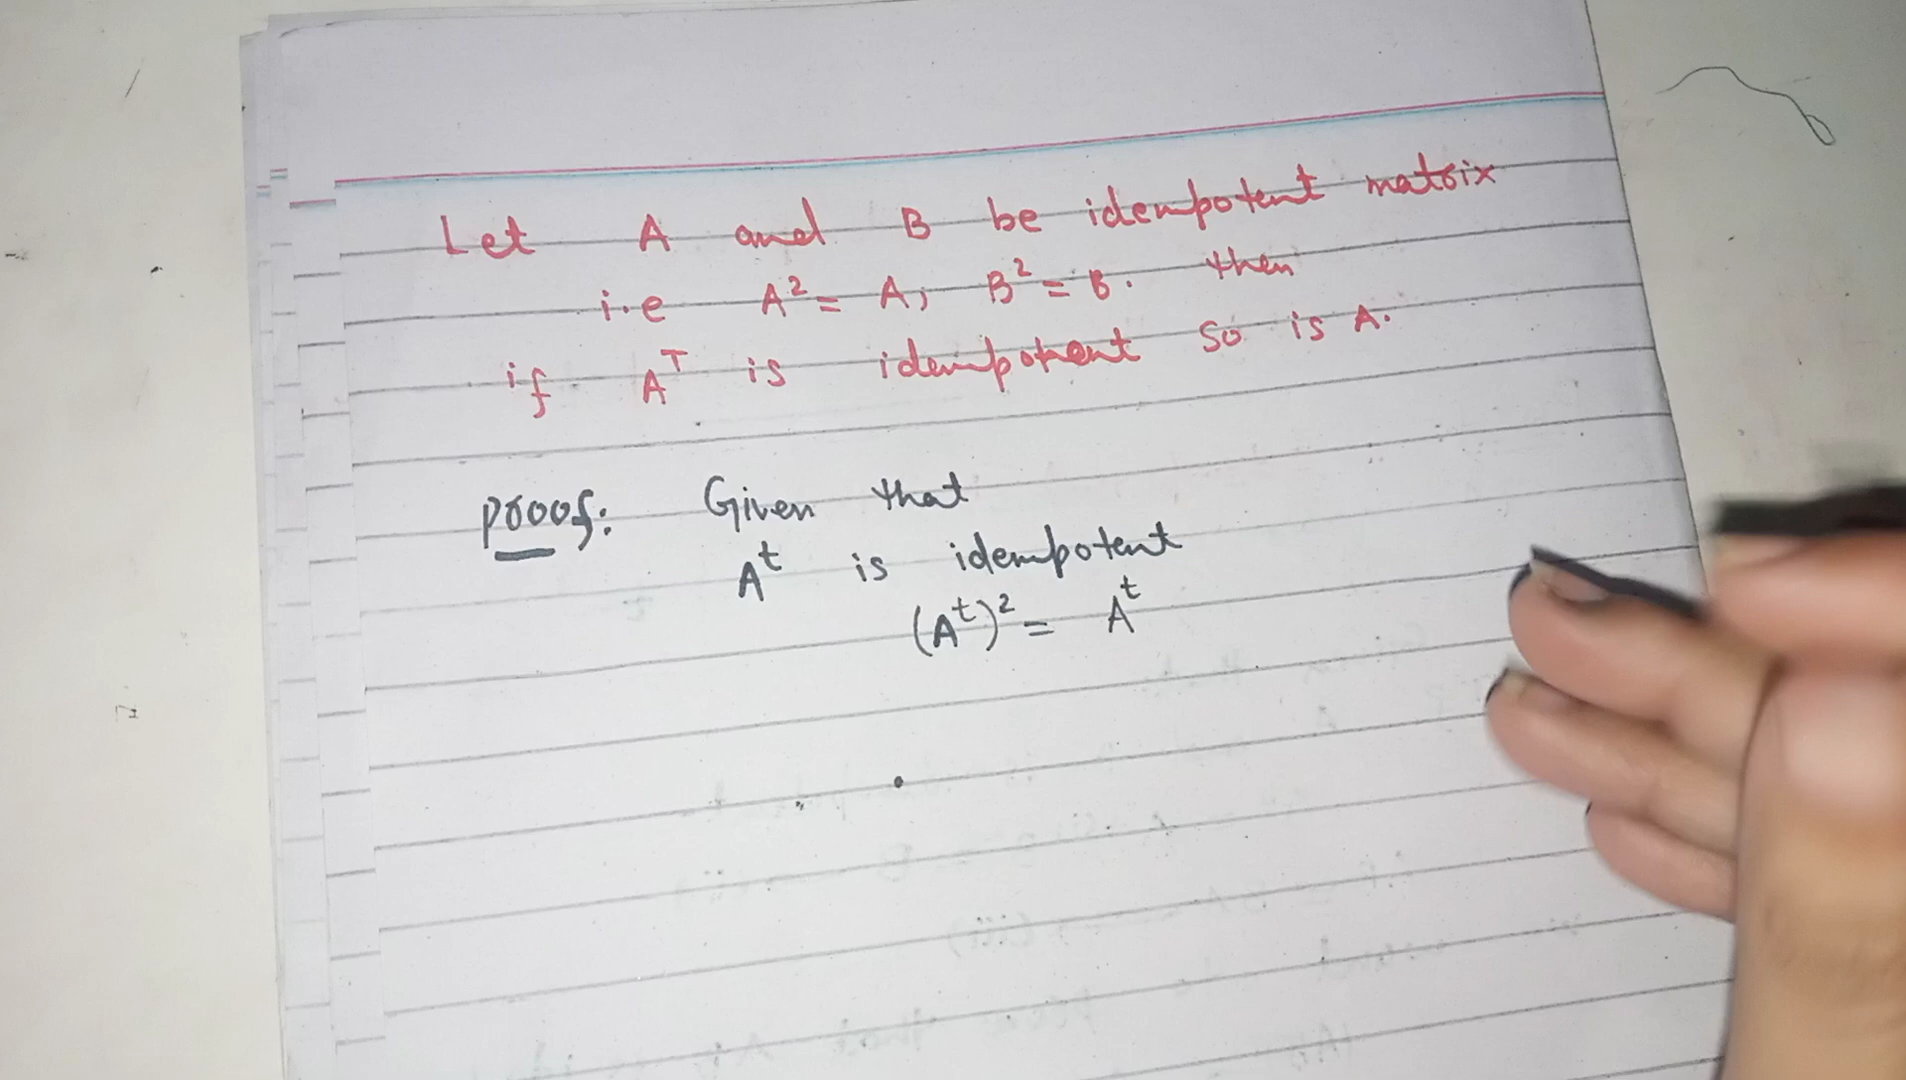 Let A and B be idempotent matrix
i.e A² = A; B² = B. then
if Aᵀ is idempotent so is A.
proof: Given that
Aᵗ is idempotent
(Aᵗ)² = Aᵗ